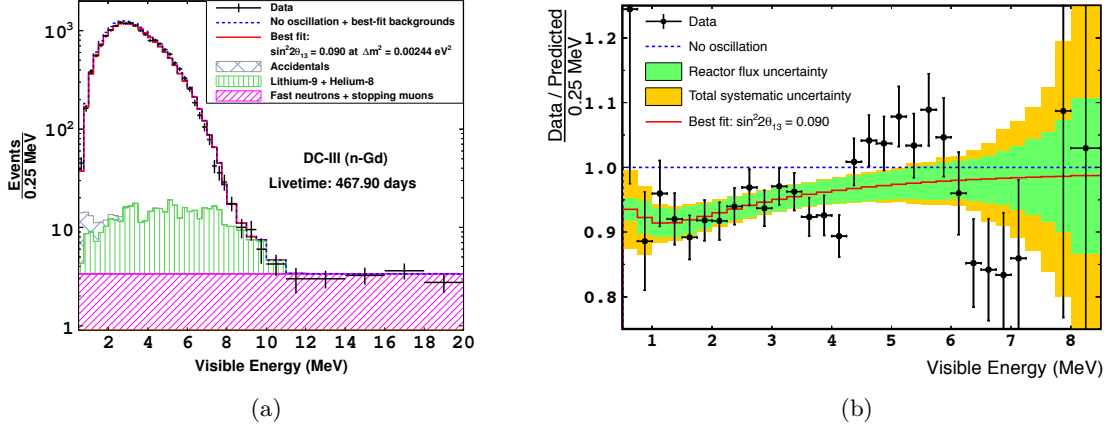 Data
No oscillation + best-fit backgrounds
Best fit:
sin²2θ₁₃ = 0.090 at Δm² = 0.00244 eV²
Accidentals
Lithium-9 + Helium-8
Fast neutrons + stopping muons
DC-III (n-Gd)
Livetime: 467.90 days
Events
0.25 MeV
10³
10²
10
1
2 4 6 8 10 12 14 16 18 20
Visible Energy (MeV)
(a)
Data
No oscillation
Reactor flux uncertainty
Total systematic uncertainty
Best fit: sin²2θ₁₃ = 0.090
Data / Predicted
0.25 MeV
1.2
1.1
1.0
0.9
0.8
1 2 3 4 5 6 7 8
Visible Energy (MeV)
(b)